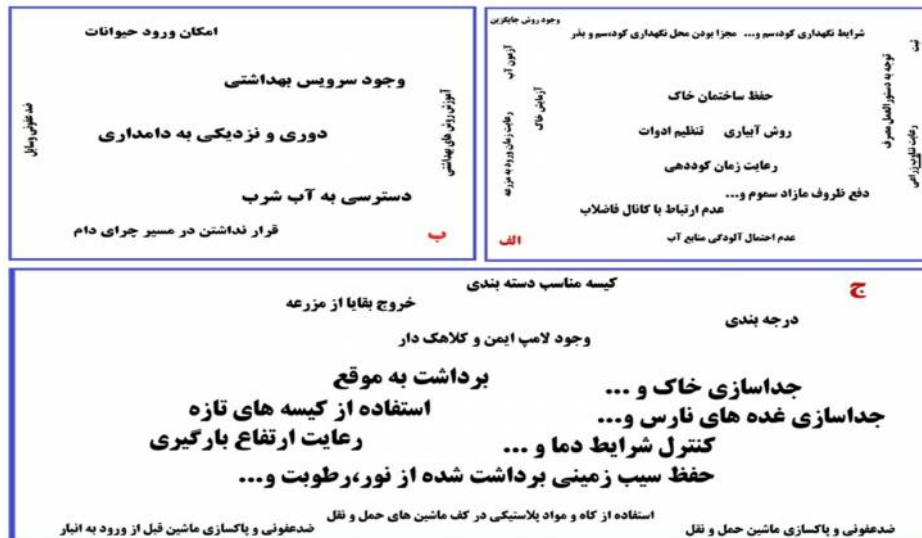 وجود روش جایگزین
شرایط نگهداری کود،سم و... مجزا بودن محل نگهداری کود،سم و بذر
ثبت
توجه به دستورالعمل مصرف
رعایت تناوب زراعی
آزمون آب
آزمایش خاک
رعایت زمان ورود به مزرعه
حفظ ساختمان خاک
روش آبیاری تنظیم ادوات
رعایت زمان کوددهی
دفع ظروف مازاد سموم و...
عدم ارتباط با کانال فاضلاب
عدم احتمال آلودگی منابع آب
الف
امکان ورود حیوانات
وجود سرویس بهداشتی
آموزش روش های بهداشتی
ضد عفونی وسایل
دوری و نزدیکی به دامداری
دسترسی به آب شرب
قرار نداشتن در مسیر چرای دام
ب
ج
کیسه مناسب دسته بندی
خروج بقایا از مزرعه
درجه بندی
وجود لامپ ایمن و کلاهک دار
برداشت به موقع
جداسازی خاک و ...
استفاده از کیسه های تازه
جداسازی غده های نارس و...
رعایت ارتفاع بارگیری
کنترل شرایط دما و ...
حفظ سیب زمینی برداشت شده از نور،رطوبت و...
استفاده از کاه و مواد پلاستیکی در کف ماشین های حمل و نقل
ضدعفونی و پاکسازی ماشین حمل و نقل
ضدعفونی و پاکسازی ماشین قبل از ورود به انبار